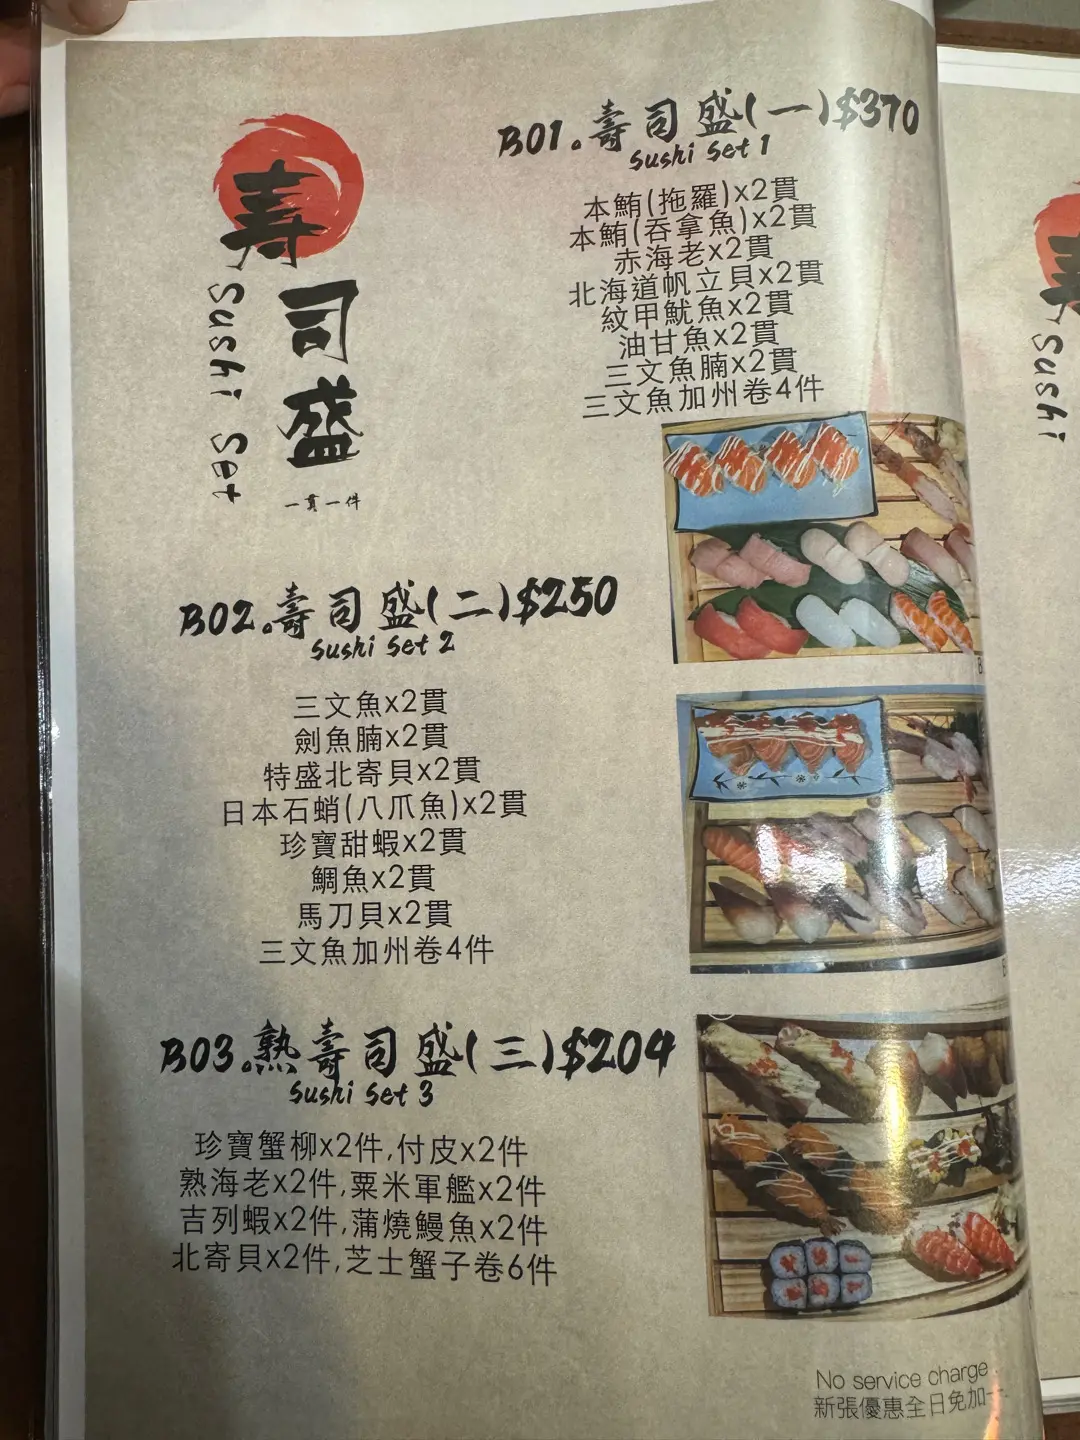 壽司盛
Sushi Set
一貫一件
B01.壽司盛(一)$370
Sushi Set 1
本鮪(拖羅)x2貫
本鮪(吞拿魚)x2貫
赤海老x2貫
北海道帆立貝x2貫
紋甲魷魚x2貫
油甘魚x2貫
三文魚腩x2貫
三文魚加州卷4件
B02.壽司盛(二)$250
Sushi Set 2
三文魚x2貫
劍魚腩x2貫
特盛北寄貝x2貫
日本石蛸(八爪魚)x2貫
珍寶甜蝦x2貫
鯛魚x2貫
馬刀貝x2貫
三文魚加州卷4件
B03.熟壽司盛(三)$204
Sushi Set 3
珍寶蟹柳x2件,付皮x2件
熟海老x2件,粟米軍艦x2件
吉列蝦x2件,蒲燒鰻魚x2件
北寄貝x2件,芝士蟹子卷6件
No service charge
新張優惠全日免加一
Sushi